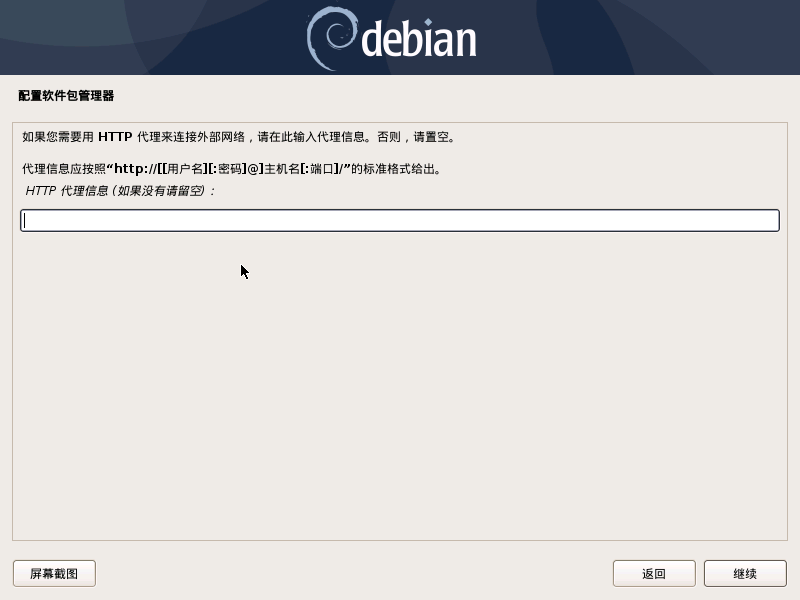 debian
配置软件包管理器
如果您需要用 HTTP 代理来连接外部网络，请在此输入代理信息。否则，请置空。
代理信息应按照“http://[[用户名][:密码]@]主机名[:端口]/”的标准格式给出。
HTTP 代理信息 (如果没有请留空)：
屏幕截图
返回
继续